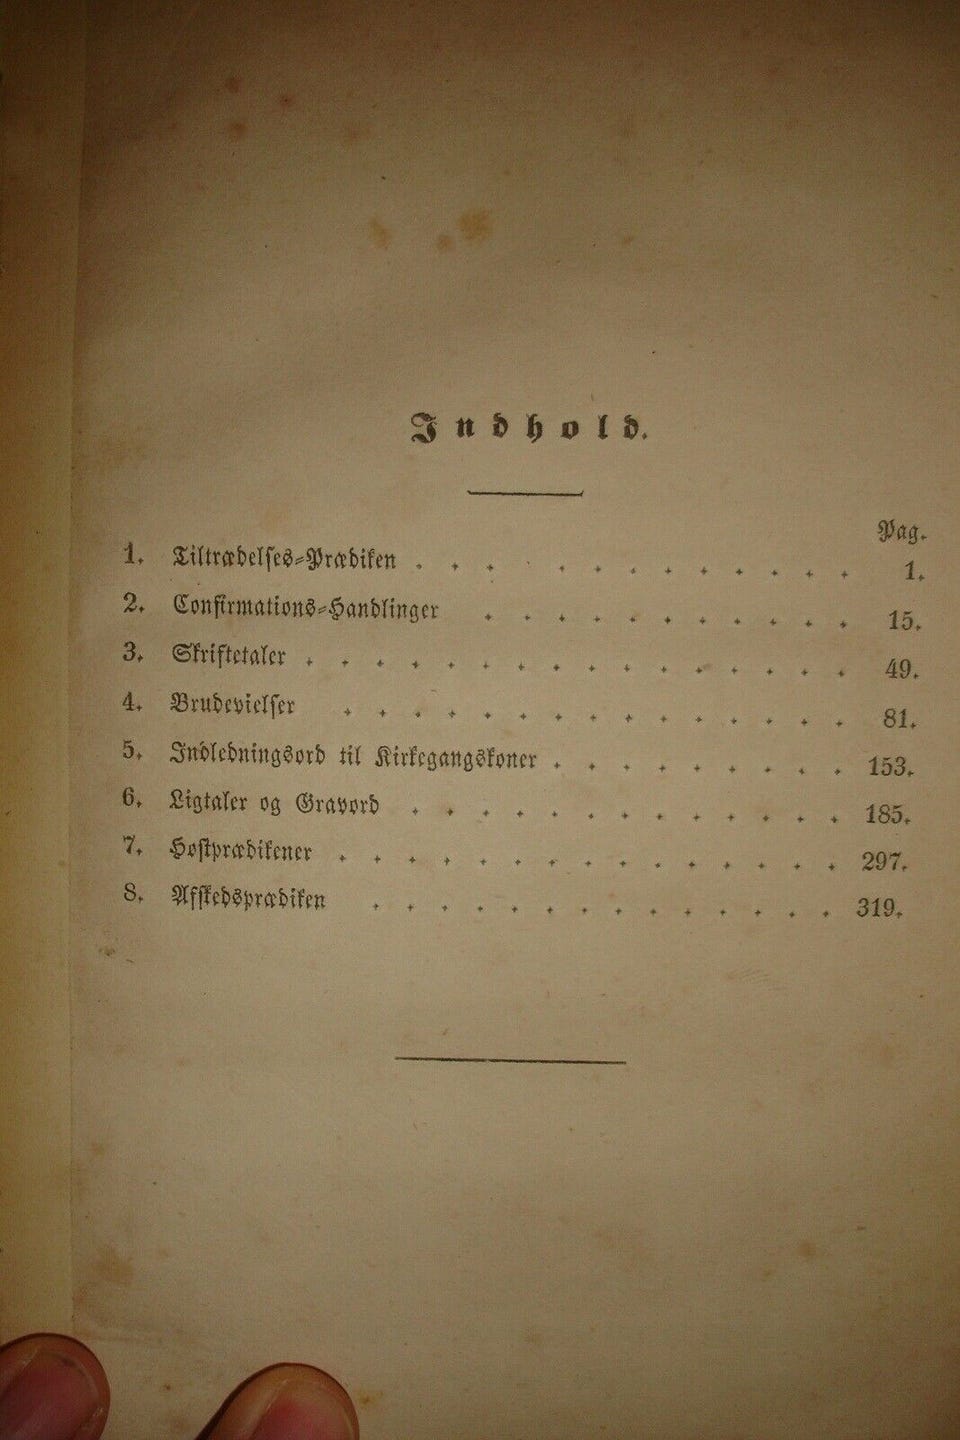 Indhold.
Pag.
1. Tiltrædelses-Prædiken . . . . . . . . . . . . 1.
2. Confirmations-Handlinger . . . . . . . . . . . 15.
3. Skriftetaler . . . . . . . . . . . . . . . . 49.
4. Brudevielser . . . . . . . . . . . . . . . 81.
5. Indledningsord til Kirkegangskoner . . . . . . . . . 153.
6. Ligtaler og Gravord . . . . . . . . . . . . . 185.
7. Høstprædikener . . . . . . . . . . . . . . . 297.
8. Afskedsprædiken . . . . . . . . . . . . . . 319.